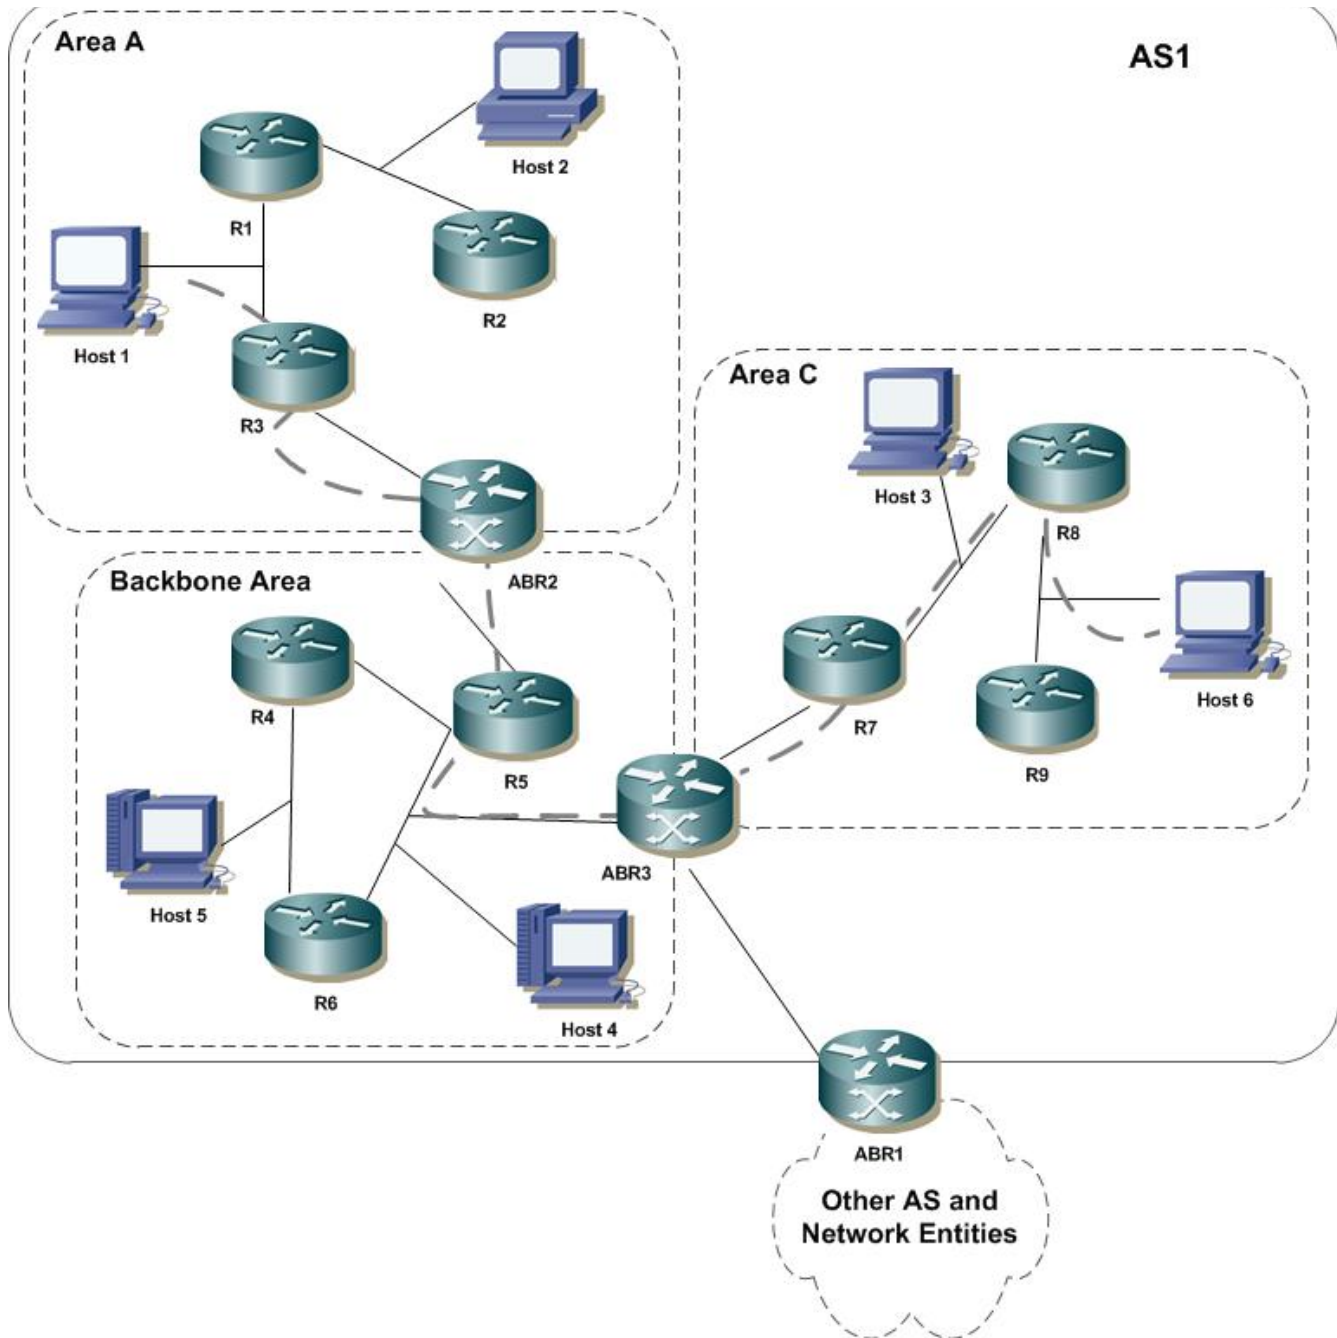 Area A
AS1
Host 2
R1
R2
Host 1
R3
Area C
Host 3
R8
ABR2
Backbone Area
R4
R5
R7
Host 6
R9
ABR3
Host 5
R6
Host 4
ABR1
Other AS and
Network Entities